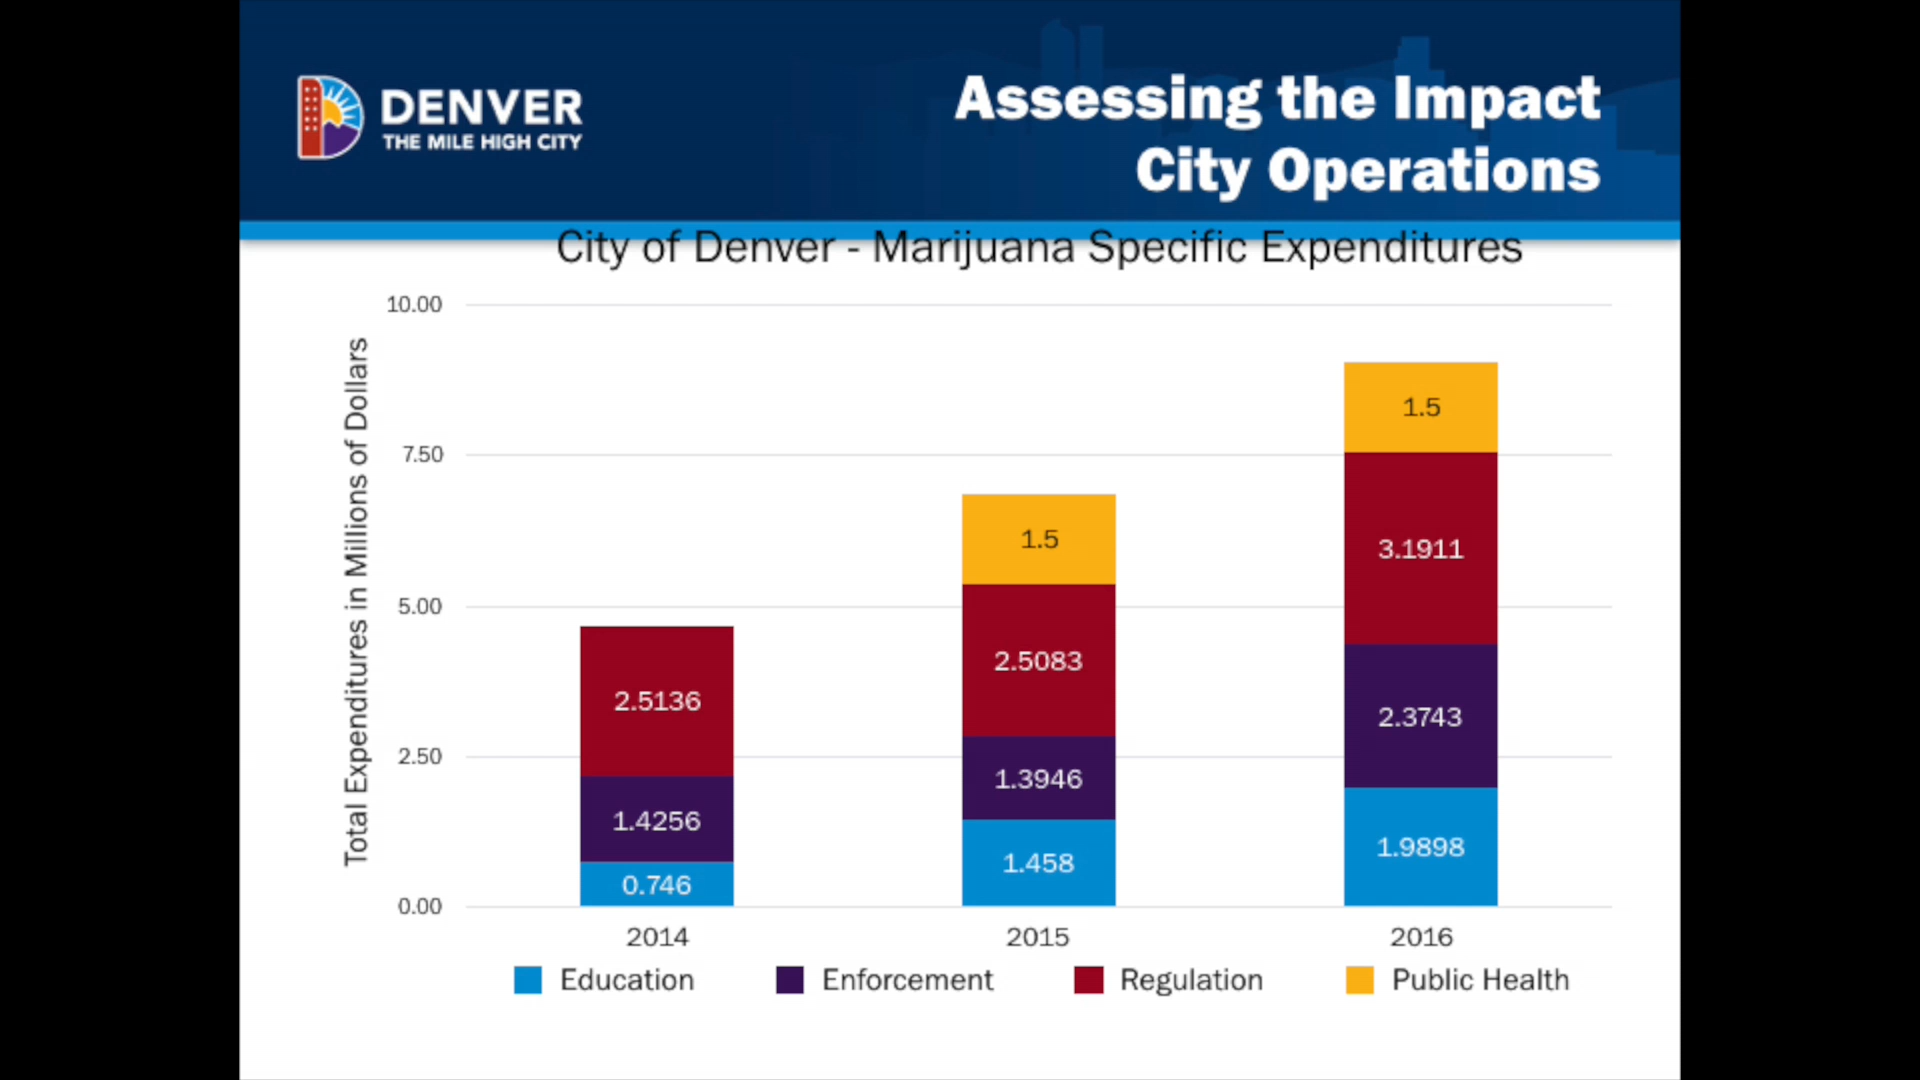 DENVER
THE MILE HIGH CITY
Assessing the Impact
City Operations
City of Denver - Marijuana Specific Expenditures
Total Expenditures in Millions of Dollars
10.00
7.50
5.00
2.50
0.00
2.5136
1.4256
0.746
1.5
2.5083
1.3946
1.458
1.5
3.1911
2.3743
1.9898
2014
2015
2016
Education
Enforcement
Regulation
Public Health